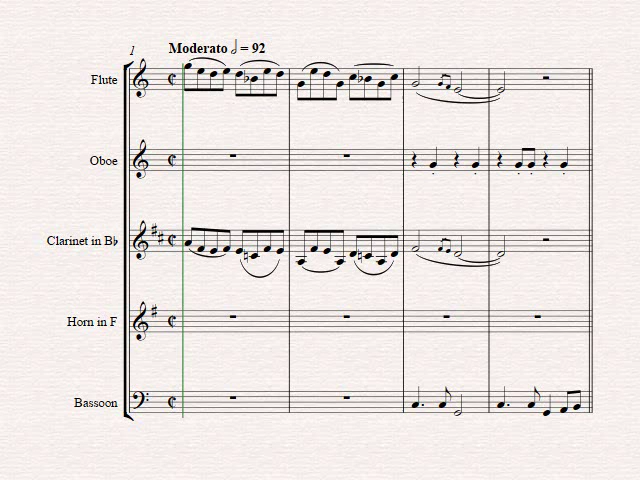 Moderato 𝅗𝅥 = 92
1
Flute
Oboe
Clarinet in B♭
Horn in F
Bassoon